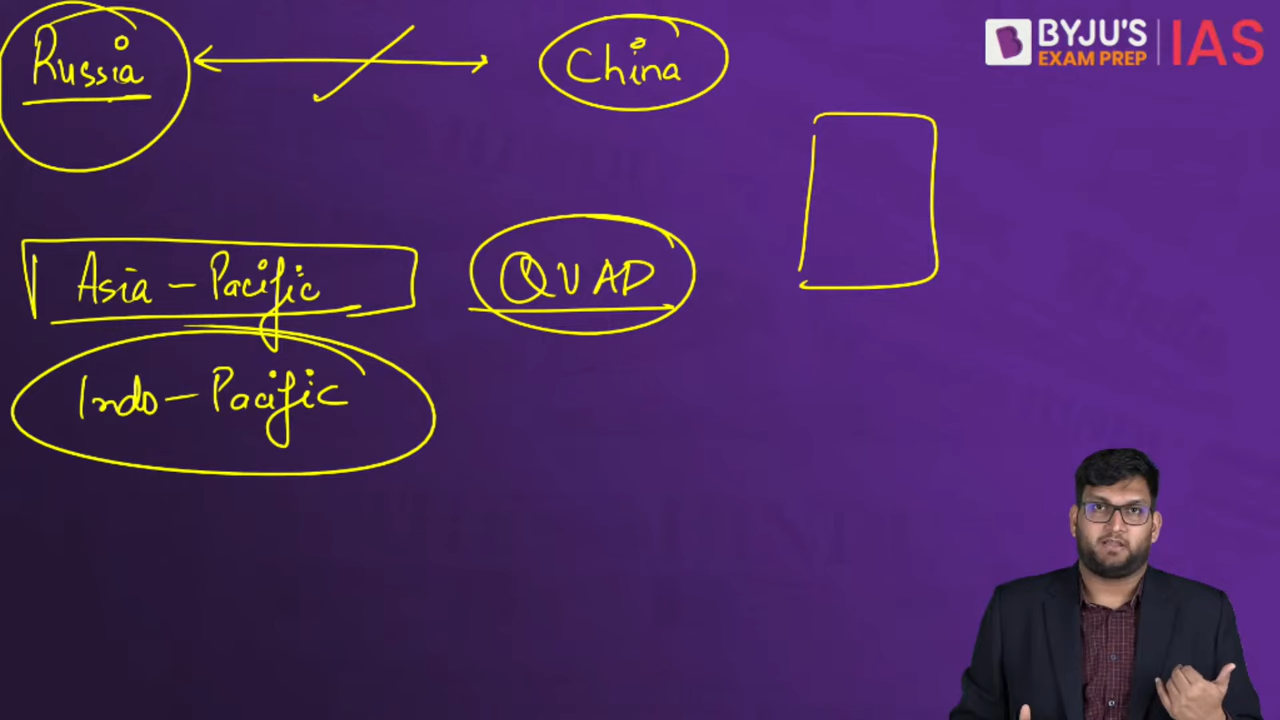 Russia
China
BYJU'S
EXAM PREP
IAS
Asia - Pacific
QUAD
Indo - Pacific